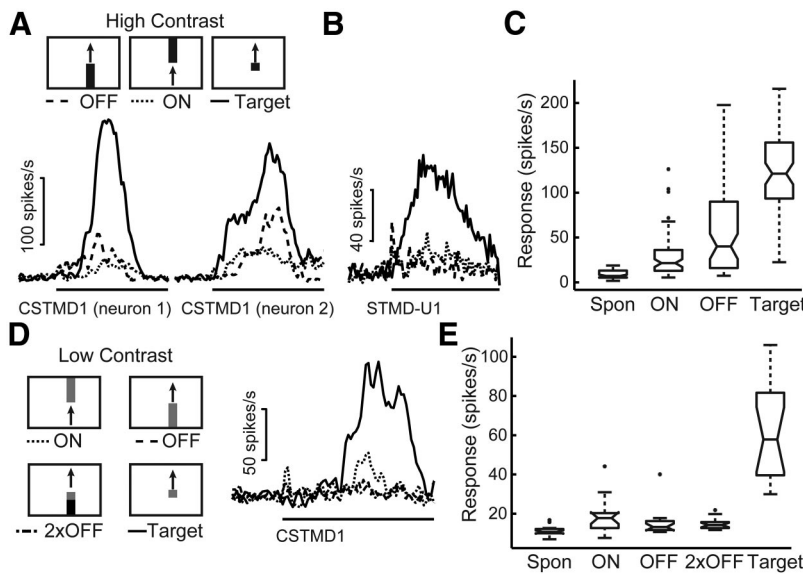 A
High Contrast
OFF
ON
Target
100 spikes/s
CSTMD1 (neuron 1)
CSTMD1 (neuron 2)
B
40 spikes/s
STMD-U1
C
Response (spikes/s)
200
150
100
50
0
Spon ON OFF Target
D
Low Contrast
ON
OFF
2xOFF
Target
50 spikes/s
CSTMD1
E
Response (spikes/s)
100
80
60
40
20
Spon ON OFF 2xOFF Target